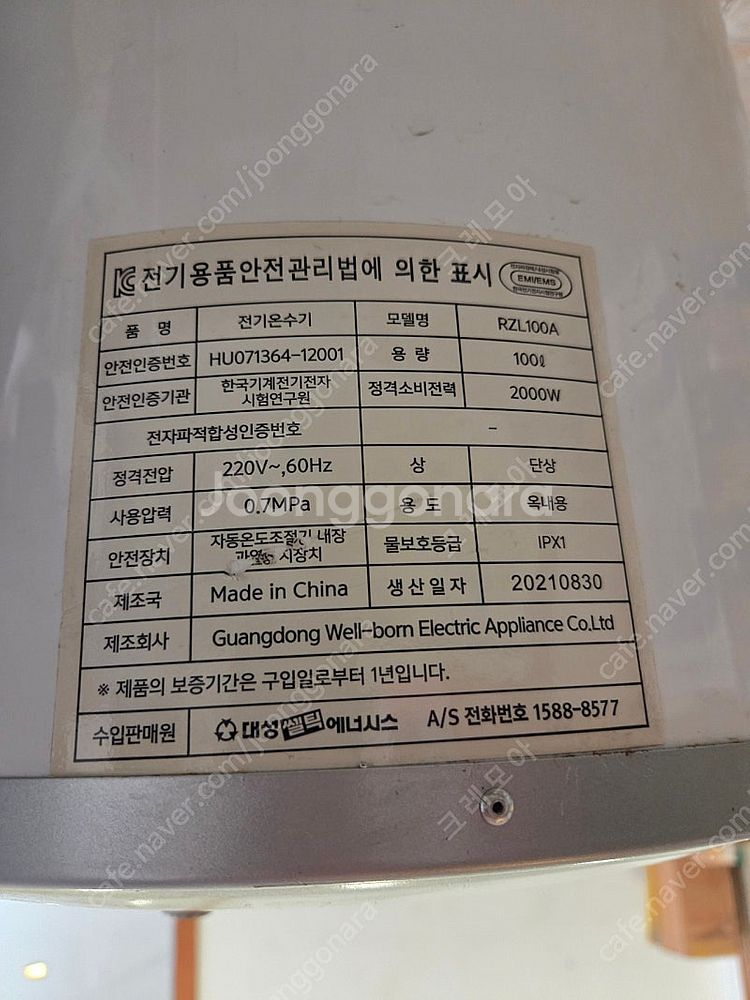 전기용품안전관리법에 의한 표시
EMI/EMS
품 명 전기온수기 모델명 RZL100A
안전인증번호 HU071364-12001 용 량 100ℓ
안전인증기관 한국기계전기전자 시험연구원 정격소비전력 2000W
전자파적합성인증번호 -
정격전압 220V~,60Hz 상 단상
사용압력 0.7MPa 용 도 옥내용
안전장치 자동온도조절기 내장 물보호등급 IPX1
제조국 Made in China 생산일자 20210830
제조회사 Guangdong Well-born Electric Appliance Co.Ltd
※ 제품의 보증기간은 구입일로부터 1년입니다.
수입판매원 대성쎌틱에너시스 A/S 전화번호 1588-8577
Joonggonara
크레모아
cafe.naver.com/joonggonara